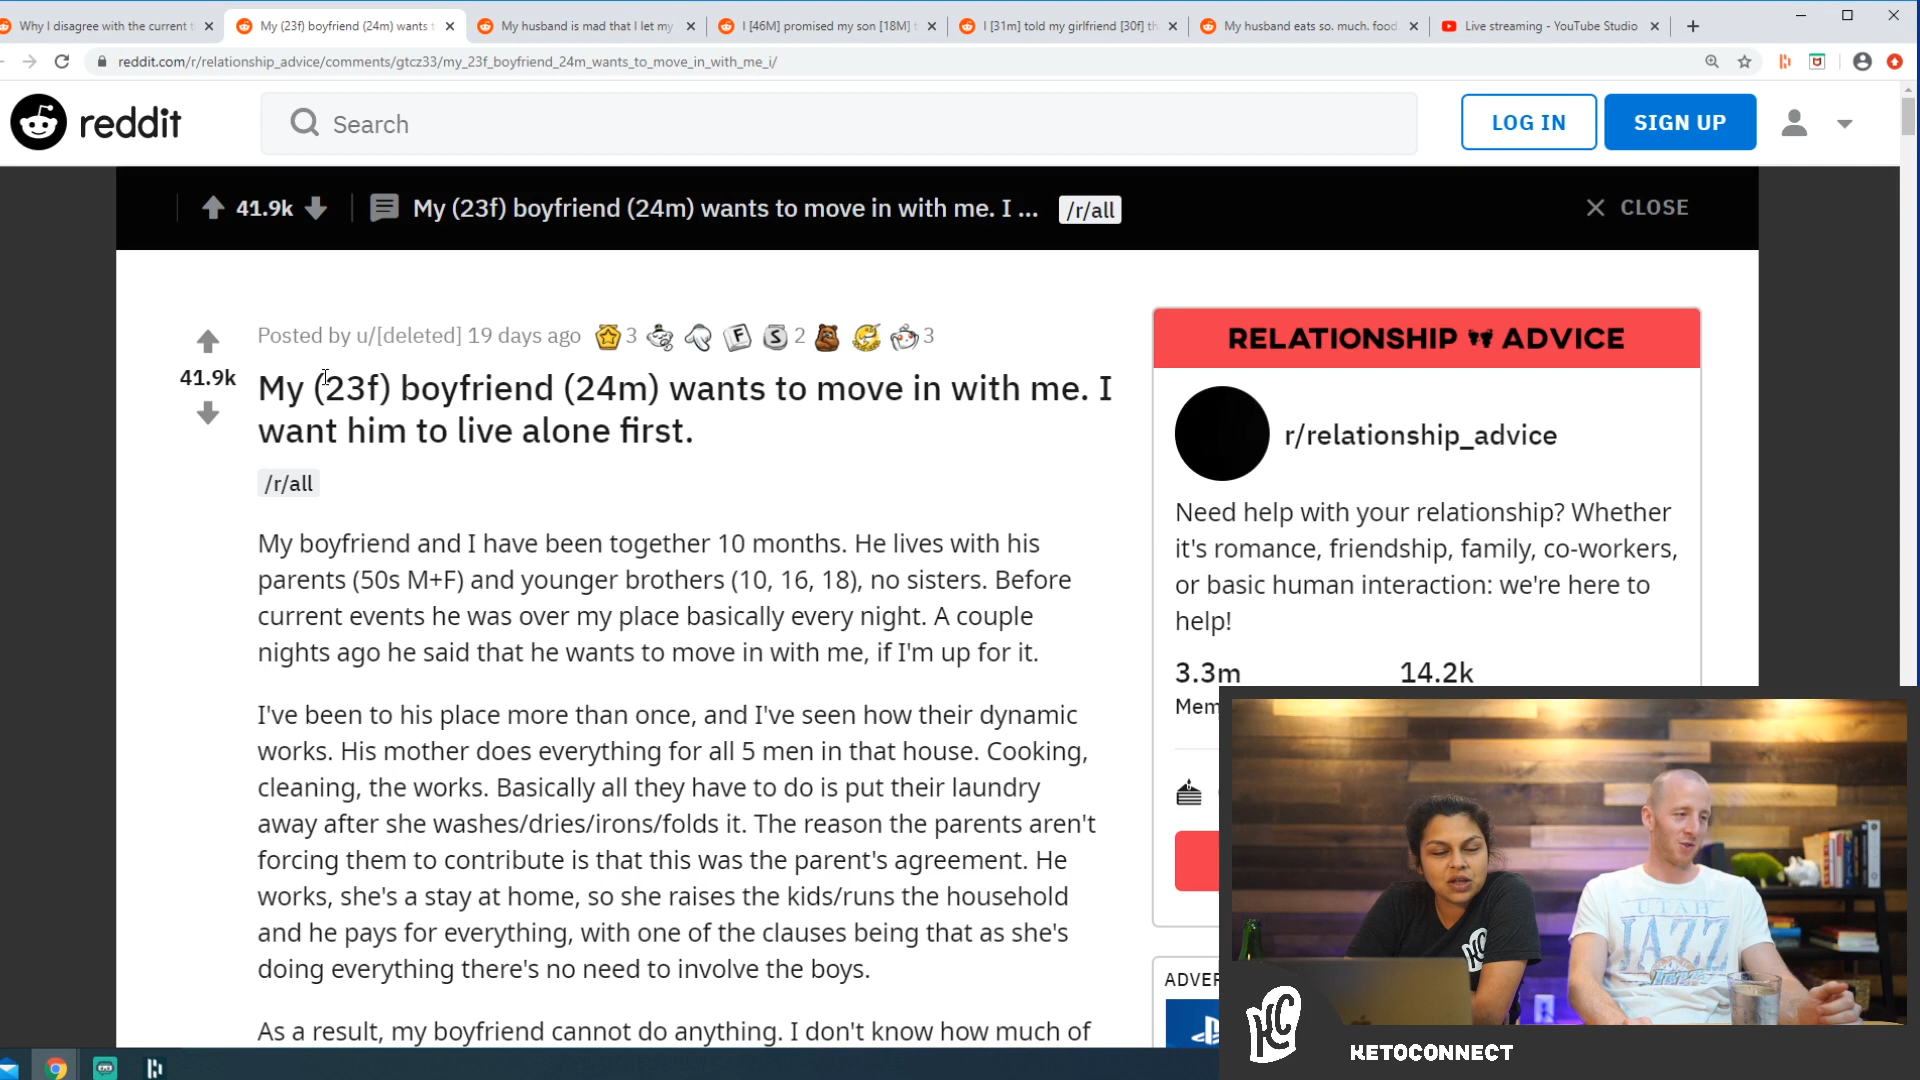 Why I disagree with the current t
My (23f) boyfriend (24m) wants t
My husband is mad that I let my
I [46M] promised my son [18M] t
I [31m] told my girlfriend [30f] th
My husband eats so. much. food.
Live streaming - YouTube Studio
reddit.com/r/relationship_advice/comments/gtcz33/my_23f_boyfriend_24m_wants_to_move_in_with_me_i/
reddit
Search
LOG IN
SIGN UP
41.9k
My (23f) boyfriend (24m) wants to move in with me. I ...
/r/all
CLOSE
Posted by u/[deleted] 19 days ago
3
F
S 2
3
41.9k
My (23f) boyfriend (24m) wants to move in with me. I
want him to live alone first.
/r/all
My boyfriend and I have been together 10 months. He lives with his
parents (50s M+F) and younger brothers (10, 16, 18), no sisters. Before
current events he was over my place basically every night. A couple
nights ago he said that he wants to move in with me, if I'm up for it.
I've been to his place more than once, and I've seen how their dynamic
works. His mother does everything for all 5 men in that house. Cooking,
cleaning, the works. Basically all they have to do is put their laundry
away after she washes/dries/irons/folds it. The reason the parents aren't
forcing them to contribute is that this was the parent's agreement. He
works, she's a stay at home, so she raises the kids/runs the household
and he pays for everything, with one of the clauses being that as she's
doing everything there's no need to involve the boys.
As a result, my boyfriend cannot do anything. I don't know how much of
RELATIONSHIP ADVICE
r/relationship_advice
Need help with your relationship? Whether
it's romance, friendship, family, co-workers,
or basic human interaction: we're here to
help!
3.3m
14.2k
Mem
ADVER
UTAH
JAZZ
KC
KC
KETOCONNECT